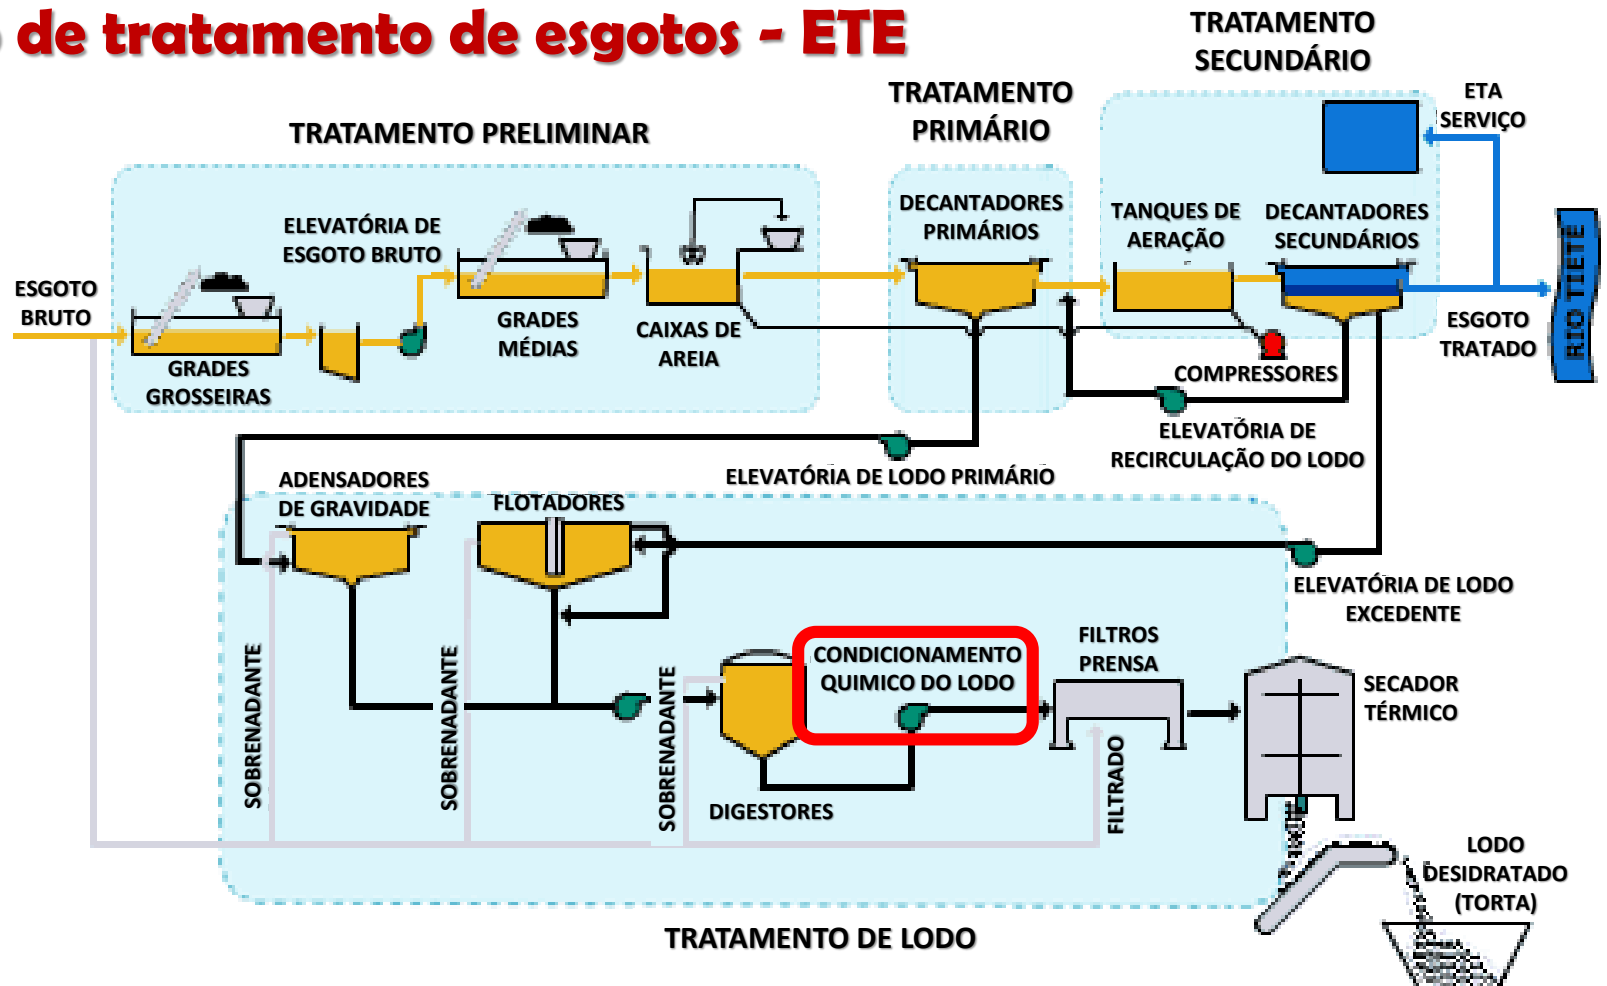 de tratamento de esgotos - ETE
TRATAMENTO
SECUNDÁRIO
TRATAMENTO
PRIMÁRIO
TRATAMENTO PRELIMINAR
ETA
SERVIÇO
ELEVATÓRIA DE
ESGOTO BRUTO
DECANTADORES
PRIMÁRIOS
TANQUES DE
AERAÇÃO
DECANTADORES
SECUNDÁRIOS
ESGOTO
BRUTO
GRADES
GROSSEIRAS
GRADES
MÉDIAS
CAIXAS DE
AREIA
COMPRESSORES
ESGOTO
TRATADO
RIO TIETÊ
ELEVATÓRIA DE
RECIRCULAÇÃO DO LODO
ELEVATÓRIA DE LODO PRIMÁRIO
ADENSADORES
DE GRAVIDADE
FLOTADORES
ELEVATÓRIA DE LODO
EXCEDENTE
SOBRENADANTE
SOBRENADANTE
SOBRENADANTE
CONDICIONAMENTO
QUIMICO DO LODO
FILTROS
PRENSA
SECADOR
TÉRMICO
DIGESTORES
FILTRADO
LODO
DESIDRATADO
(TORTA)
TRATAMENTO DE LODO